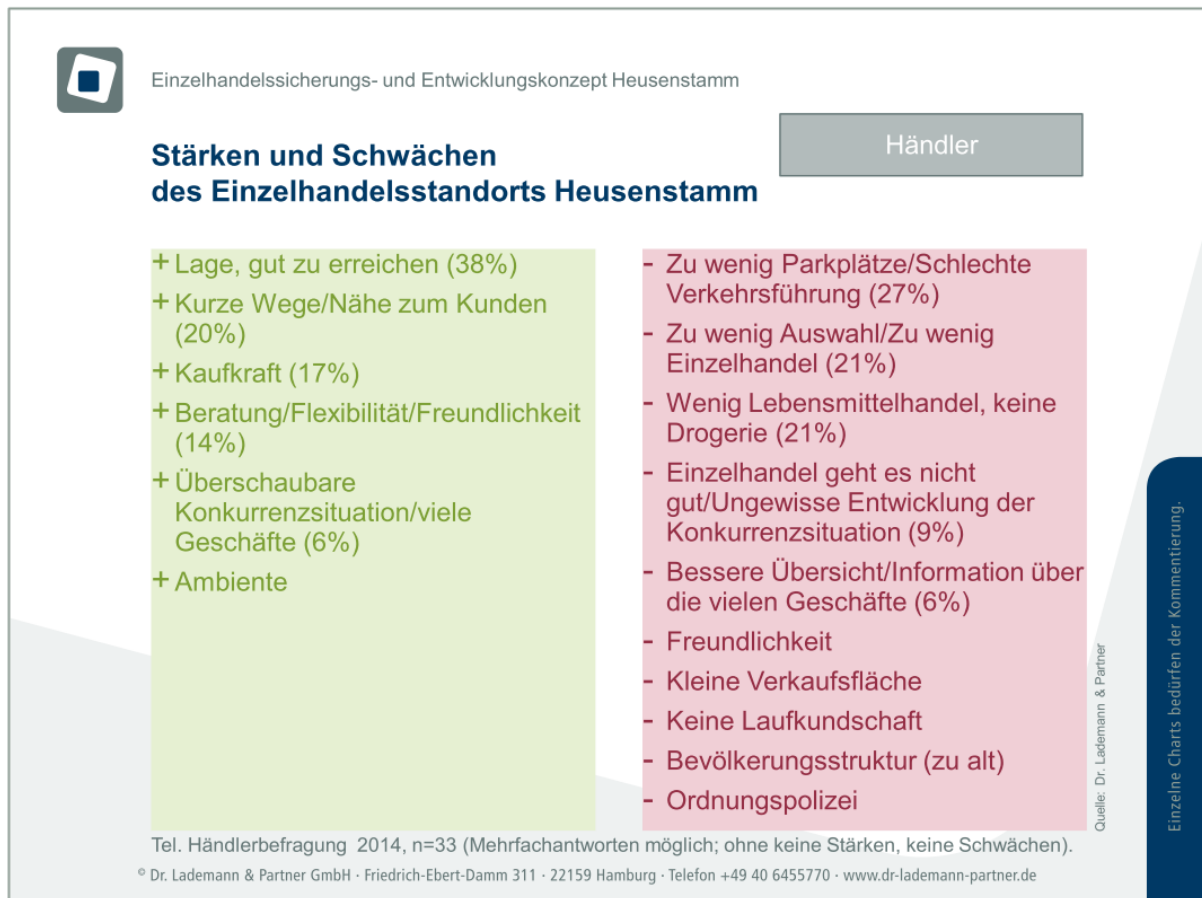 Einzelhandelssicherungs- und Entwicklungskonzept Heusenstamm
Händler
Stärken und Schwächen
des Einzelhandelsstandorts Heusenstamm
+ Lage, gut zu erreichen (38%)
+ Kurze Wege/Nähe zum Kunden
(20%)
+ Kaufkraft (17%)
+ Beratung/Flexibilität/Freundlichkeit
(14%)
+ Überschaubare
Konkurrenzsituation/viele
Geschäfte (6%)
+ Ambiente
- Zu wenig Parkplätze/Schlechte
Verkehrsführung (27%)
- Zu wenig Auswahl/Zu wenig
Einzelhandel (21%)
- Wenig Lebensmittelhandel, keine
Drogerie (21%)
- Einzelhandel geht es nicht
gut/Ungewisse Entwicklung der
Konkurrenzsituation (9%)
- Bessere Übersicht/Information über
die vielen Geschäfte (6%)
- Freundlichkeit
- Kleine Verkaufsfläche
- Keine Laufkundschaft
- Bevölkerungsstruktur (zu alt)
- Ordnungspolizei
Quelle: Dr. Lademann & Partner
Einzelne Charts bedürfen der Kommentierung.
Tel. Händlerbefragung 2014, n=33 (Mehrfachantworten möglich; ohne keine Stärken, keine Schwächen).
© Dr. Lademann & Partner GmbH · Friedrich-Ebert-Damm 311 · 22159 Hamburg · Telefon +49 40 6455770 · www.dr-lademann-partner.de